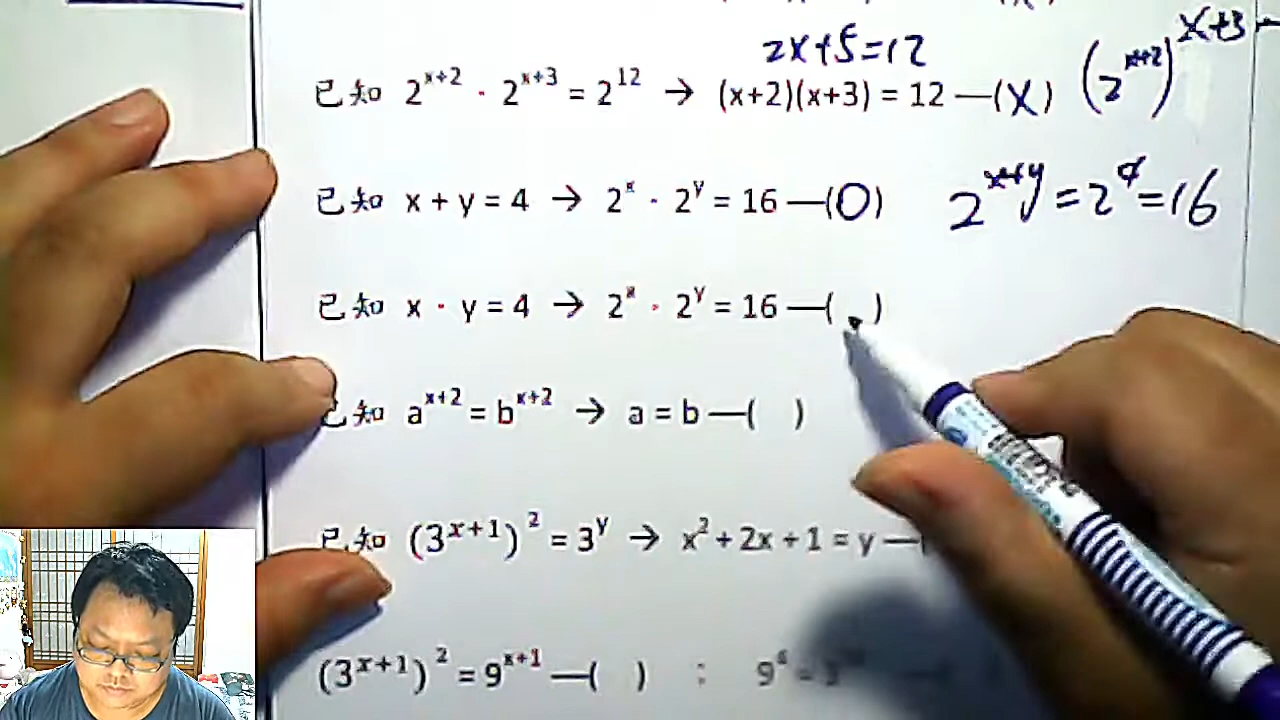 2x+5=12
已知 2^{x+2} · 2^{x+3} = 2^{12} → (x+2)(x+3) = 12 —(X) (2^{x+2})^{x+3}
已知 x + y = 4 → 2^x · 2^y = 16 —(O) 2^{x+y} = 2^4 = 16
已知 x · y = 4 → 2^x · 2^y = 16 —( )
已知 a^{x+2} = b^{x+2} → a = b —( )
已知 (3^{x+1})^2 = 3^y → x^2 + 2x + 1 = y —(
(3^{x+1})^2 = 9^{x+1} —( ) :